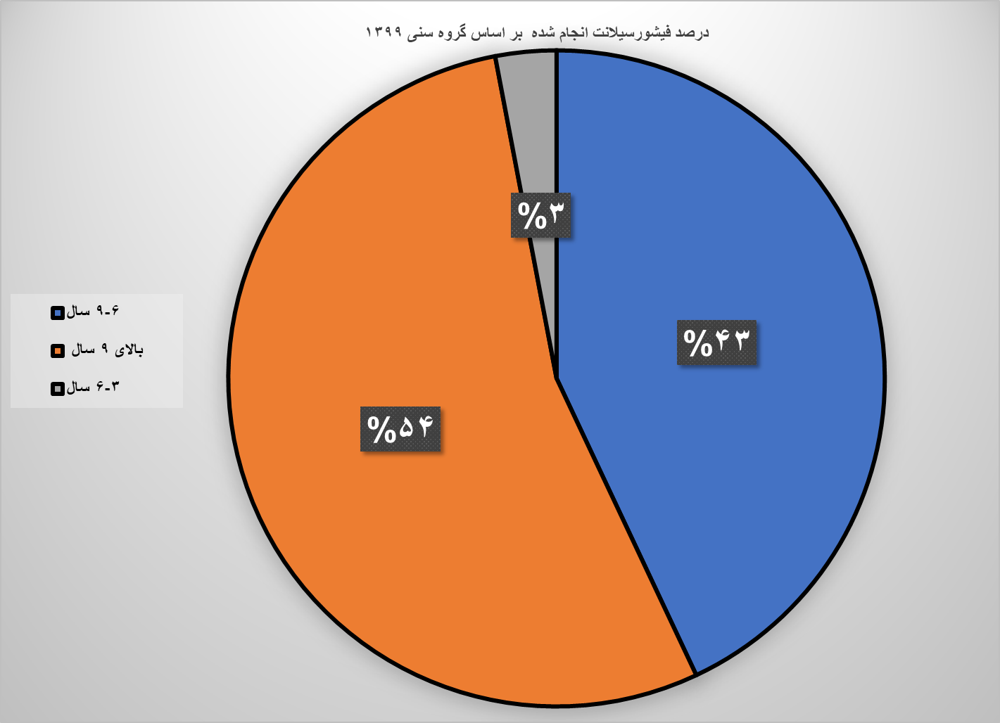 درصد فیشورسیلانت انجام شده  بر اساس گروه سنی ۱۳۹۹
%۳
%۴۳
%۵۴
۶-۹ سال
بالای ۹ سال
۳-۶ سال